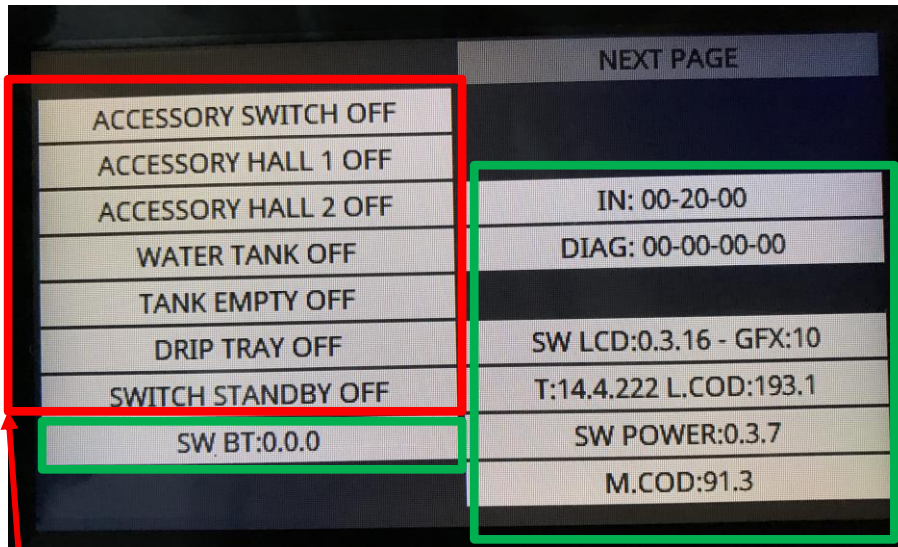 NEXT PAGE
ACCESSORY SWITCH OFF
ACCESSORY HALL 1 OFF
ACCESSORY HALL 2 OFF
WATER TANK OFF
TANK EMPTY OFF
DRIP TRAY OFF
SWITCH STANDBY OFF
SW BT:0.0.0
IN: 00-20-00
DIAG: 00-00-00-00
SW LCD:0.3.16 - GFX:10
T:14.4.222 L.COD:193.1
SW POWER:0.3.7
M.COD:91.3